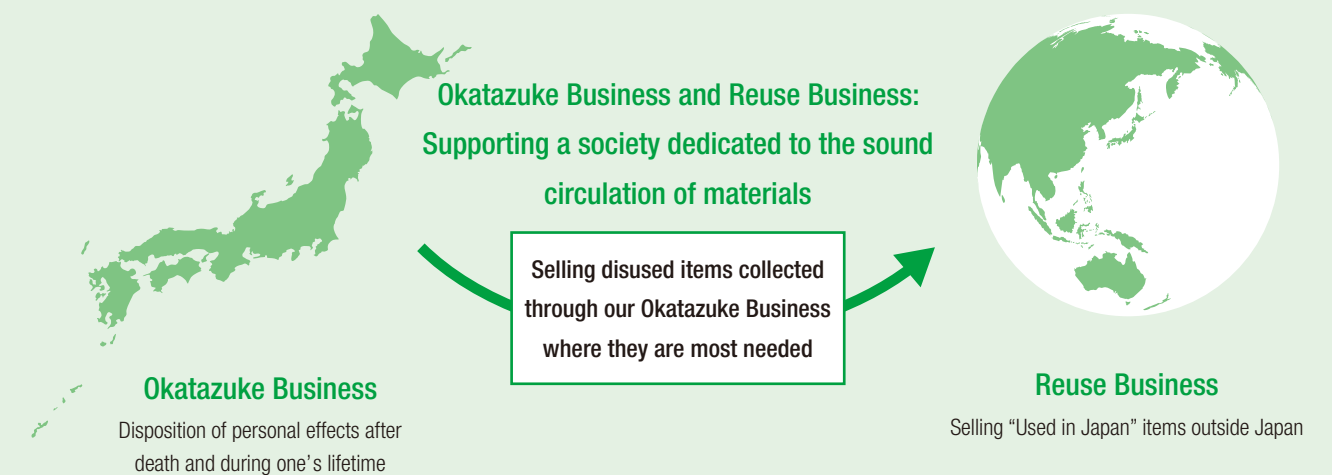 Okatazuke Business and Reuse Business:
Supporting a society dedicated to the sound
circulation of materials
Selling disused items collected
through our Okatazuke Business
where they are most needed
Okatazuke Business
Disposition of personal effects after
death and during one's lifetime
Reuse Business
Selling “Used in Japan” items outside Japan